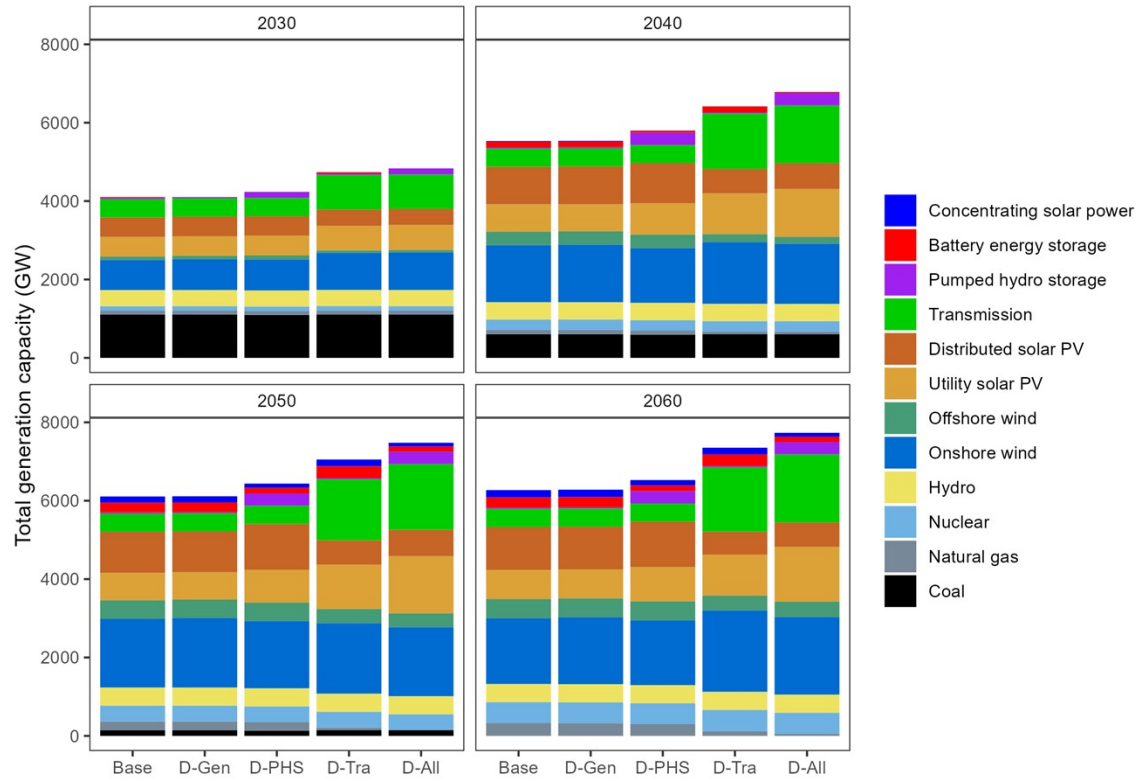 2030
2040
8000
6000
4000
2000
0
2050
2060
8000
6000
4000
2000
0
Total generation capacity (GW)
Base D-Gen D-PHS D-Tra D-All
Base D-Gen D-PHS D-Tra D-All
Concentrating solar power
Battery energy storage
Pumped hydro storage
Transmission
Distributed solar PV
Utility solar PV
Offshore wind
Onshore wind
Hydro
Nuclear
Natural gas
Coal